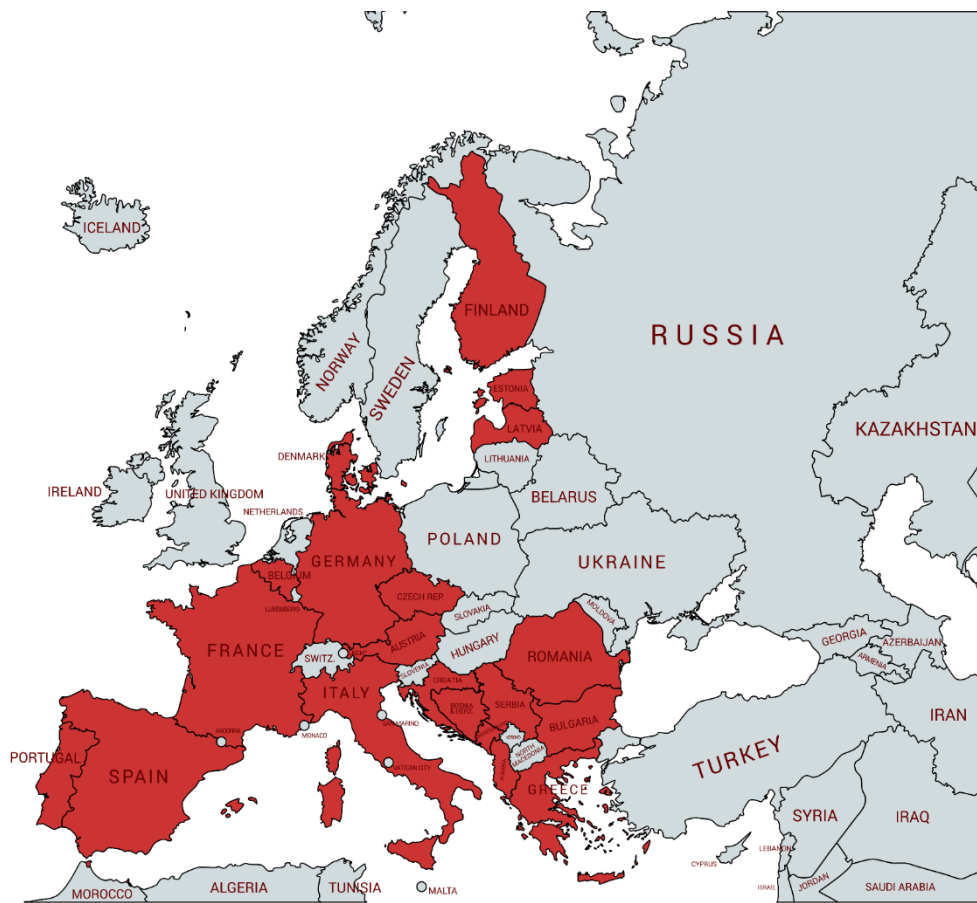 ICELAND
FINLAND
RUSSIA
NORWAY
SWEDEN
ESTONIA
LATVIA
KAZAKHSTAN
DENMARK
LITHUANIA
IRELAND
UNITED KINGDOM
BELARUS
NETHERLANDS
POLAND
GERMANY
UKRAINE
BELGIUM
CZECH REP.
LUXEMBURG
SLOVAKIA
MOLDOVA
AUSTRIA
HUNGARY
GEORGIA
AZERBAIJAN
FRANCE
SWITZ.
ROMANIA
ARMENIA
SLOVENIA
CROATIA
ITALY
BOSNIA
& HERZ.
SERBIA
IRAN
SAN MARINO
BULGARIA
ANDORRA
MONACO
NORTH
MACEDONIA
PORTUGAL
SPAIN
VATICAN CITY
TURKEY
GREECE
SYRIA
IRAQ
LEBANON
CYPRUS
MOROCCO
ALGERIA
TUNISIA
MALTA
ISRAEL
JORDAN
SAUDI ARABIA